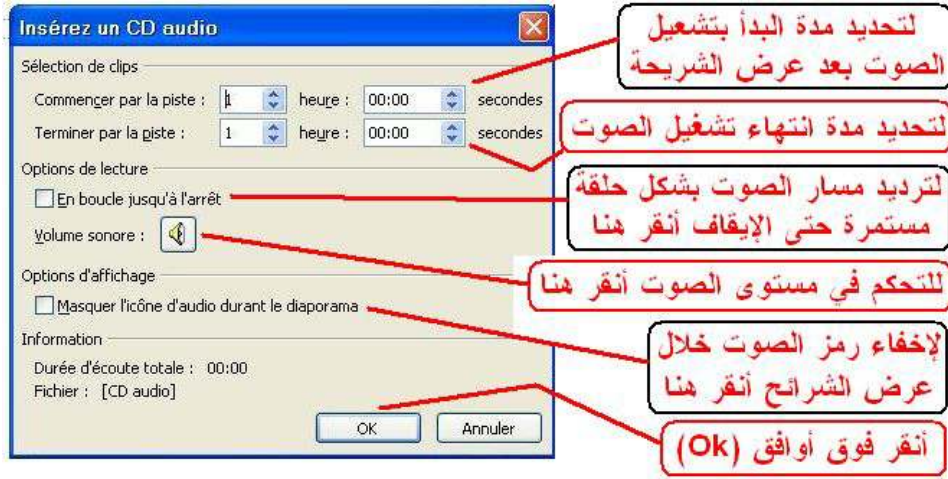 Insérez un CD audio
Sélection de clips
Commencer par la piste : 1 heure : 00:00 secondes
Terminer par la piste : 1 heure : 00:00 secondes
Options de lecture
En boucle jusqu'à l'arrêt
Volume sonore :
Options d'affichage
Masquer l'icône d'audio durant le diaporama
Information
Durée d'écoute totale : 00:00
Fichier : [CD audio]
OK Annuler
لتحديد مدة البدأ بتشغيل
الصوت بعد عرض الشريحة
لتحديد مدة انتهاء تشغيل الصوت
لترديد مسار الصوت بشكل حلقة
مستمرة حتى الإيقاف أنقر هنا
للتحكم في مستوى الصوت أنقر هنا
لإخفاء رمز الصوت خلال
عرض الشرائح أنقر هنا
أنقر فوق أوافق (Ok)